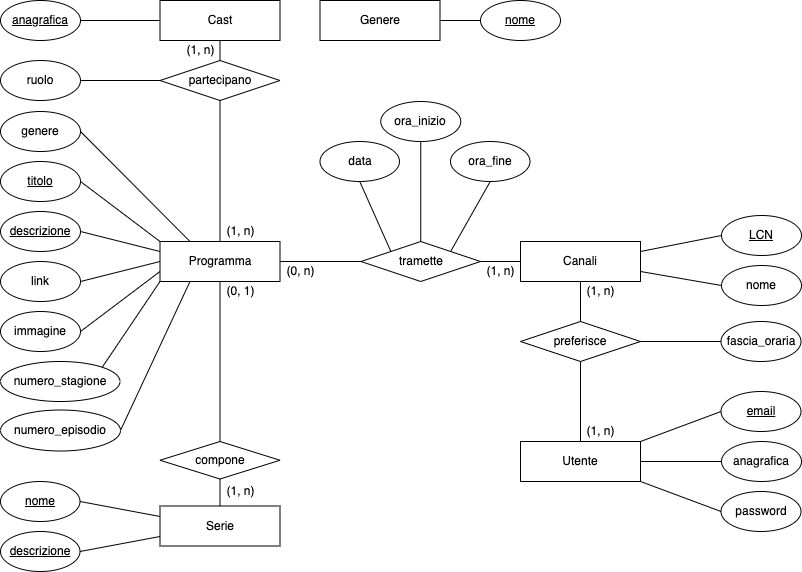 anagrafica
Cast
Genere
nome
(1, n)
ruolo
partecipano
genere
ora_inizio
data
ora_fine
titolo
descrizione
(1, n)
LCN
Programma
(0, n)
tramette
(1, n)
Canali
link
(0, 1)
(1, n)
nome
immagine
preferisce
fascia_oraria
numero_stagione
numero_episodio
(1, n)
email
compone
Utente
anagrafica
(1, n)
nome
Serie
password
descrizione